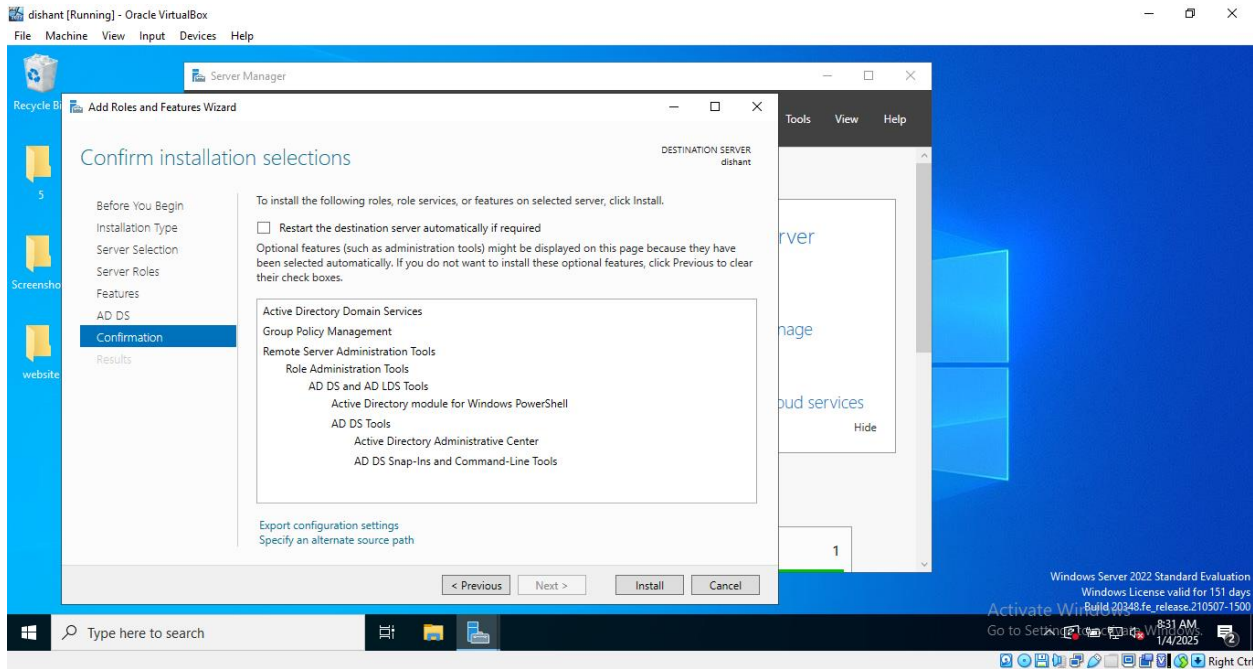 dishant [Running] - Oracle VirtualBox
File Machine View Input Devices Help
Recycle Bi
5
Screensho
website
Server Manager
Tools View Help
rver
nage
oud services
Hide
1
Add Roles and Features Wizard
Confirm installation selections
DESTINATION SERVER
dishant
Before You Begin
Installation Type
Server Selection
Server Roles
Features
AD DS
Confirmation
Results
To install the following roles, role services, or features on selected server, click Install.
Restart the destination server automatically if required
Optional features (such as administration tools) might be displayed on this page because they have
been selected automatically. If you do not want to install these optional features, click Previous to clear
their check boxes.
Active Directory Domain Services
Group Policy Management
Remote Server Administration Tools
Role Administration Tools
AD DS and AD LDS Tools
Active Directory module for Windows PowerShell
AD DS Tools
Active Directory Administrative Center
AD DS Snap-Ins and Command-Line Tools
Export configuration settings
Specify an alternate source path
< Previous Next > Install Cancel
Windows Server 2022 Standard Evaluation
Windows License valid for 151 days
Build 20348.fe_release.210507-1500
Activate Windows
Go to Settings to activate Windows.
Type here to search
8:31 AM
1/4/2025
2
Right Ctrl